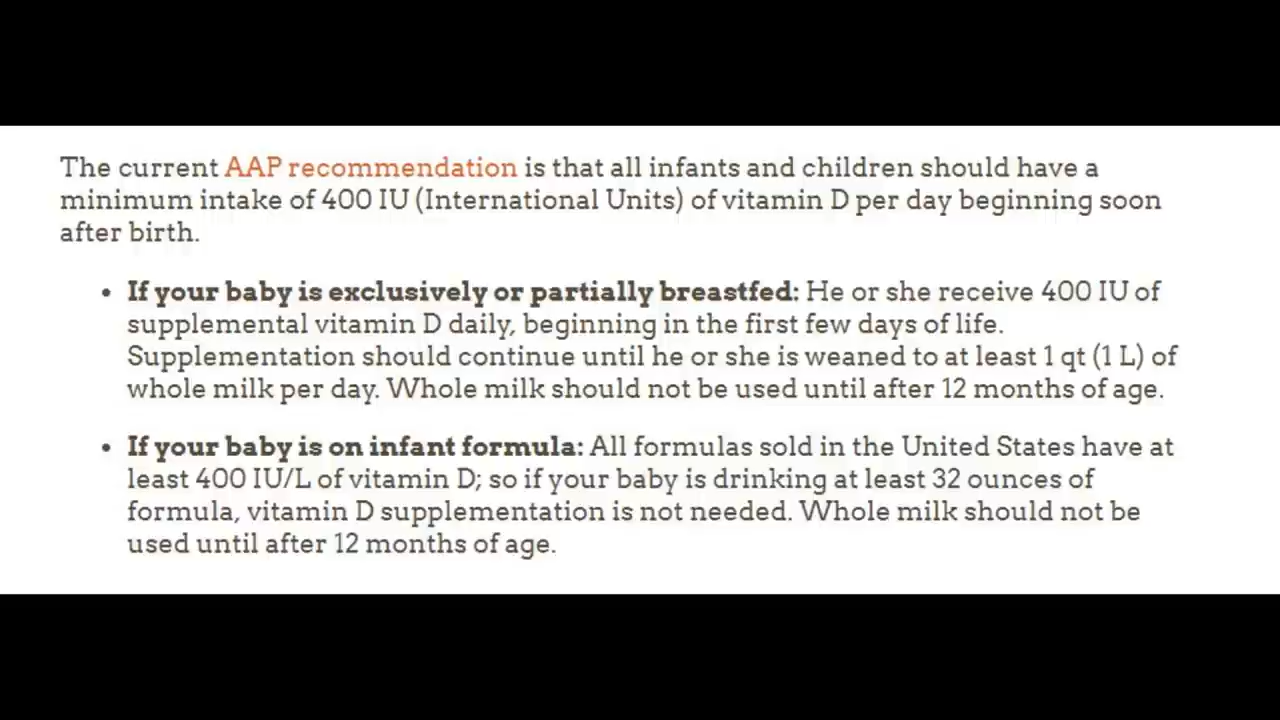 The current AAP recommendation is that all infants and children should have a
minimum intake of 400 IU (International Units) of vitamin D per day beginning soon
after birth.
• If your baby is exclusively or partially breastfed: He or she receive 400 IU of
supplemental vitamin D daily, beginning in the first few days of life.
Supplementation should continue until he or she is weaned to at least 1 qt (1 L) of
whole milk per day. Whole milk should not be used until after 12 months of age.
• If your baby is on infant formula: All formulas sold in the United States have at
least 400 IU/L of vitamin D; so if your baby is drinking at least 32 ounces of
formula, vitamin D supplementation is not needed. Whole milk should not be
used until after 12 months of age.